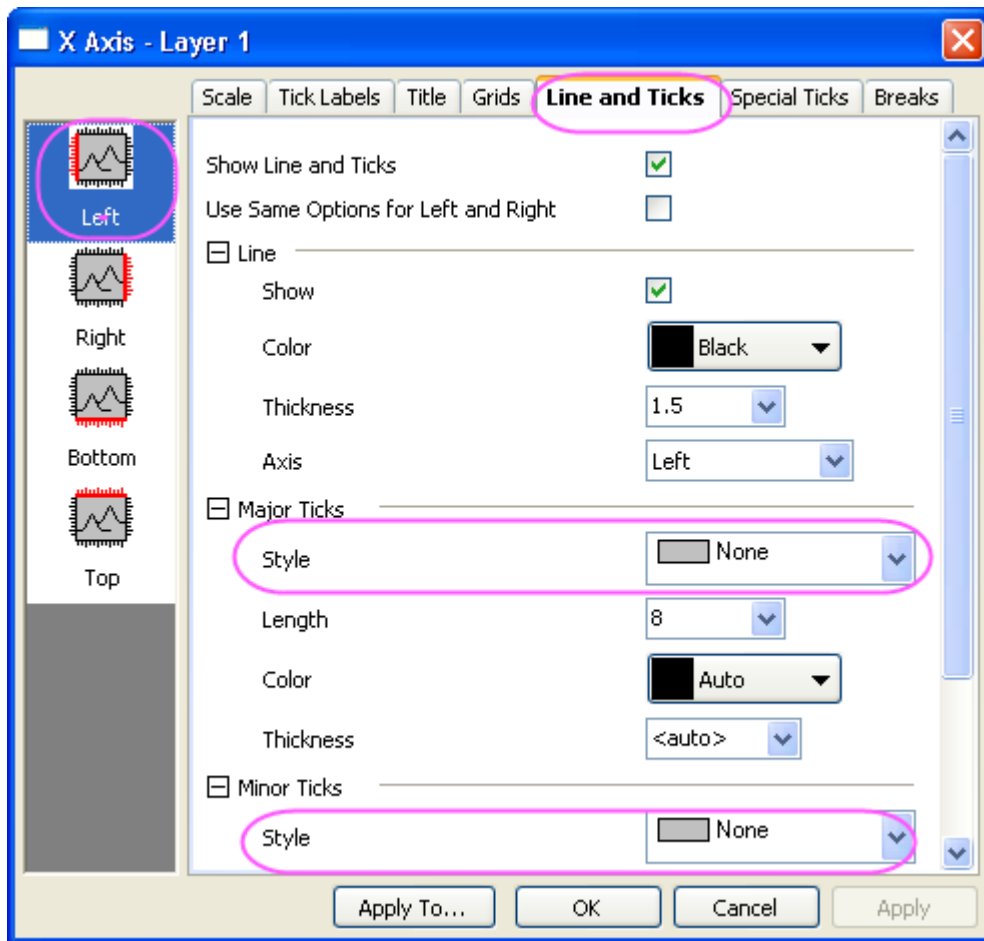 X Axis - Layer 1
Scale Tick Labels Title Grids Line and Ticks Special Ticks Breaks
Left
Right
Bottom
Top
Show Line and Ticks
Use Same Options for Left and Right
Line
Show
Color Black
Thickness 1.5
Axis Left
Major Ticks
Style None
Length 8
Color Auto
Thickness <auto>
Minor Ticks
Style None
Apply To... OK Cancel Apply